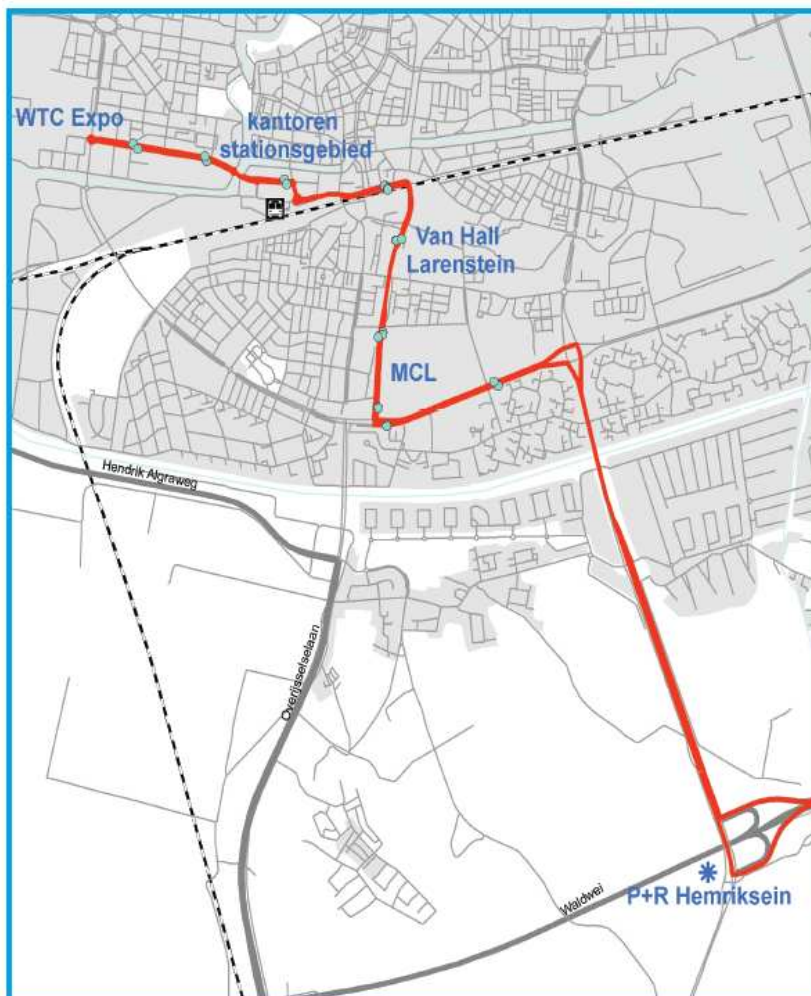 WTC Expo
kantoren
stationsgebied
Van Hall
Larenstein
MCL
Hendrik Algraweg
Overijsselselaan
Waldwei
P+R Hemriksein